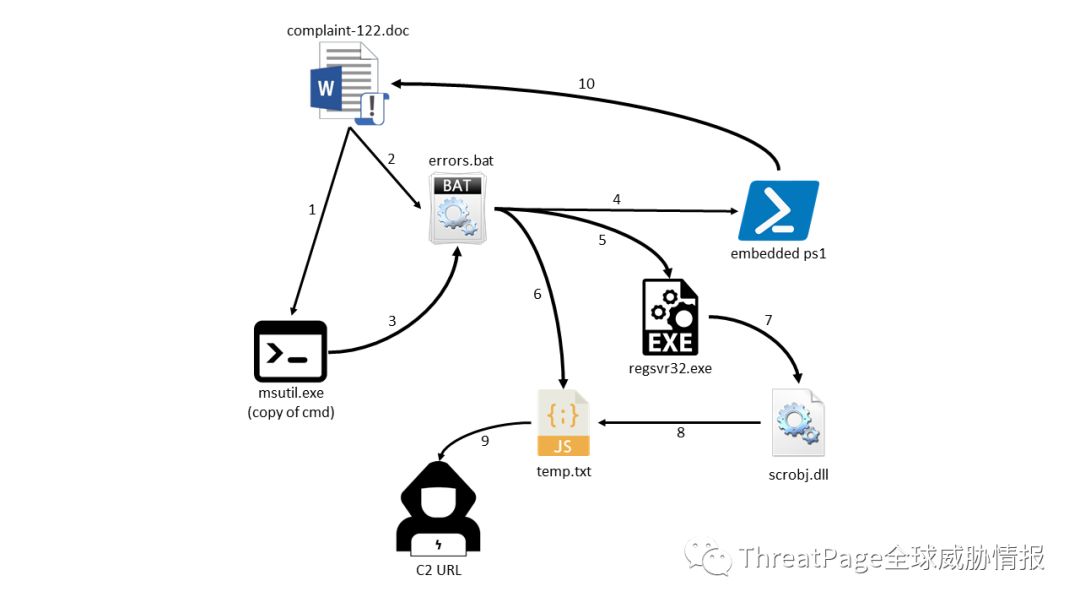 complaint-122.doc
W
!
10
2
errors.bat
BAT
1
4
5
embedded ps1
6
3
EXE
regsvr32.exe
7
msutil.exe
(copy of cmd)
{;}
JS
temp.txt
8
9
scrobj.dll
C2 URL
ThreatPage全球威胁情报